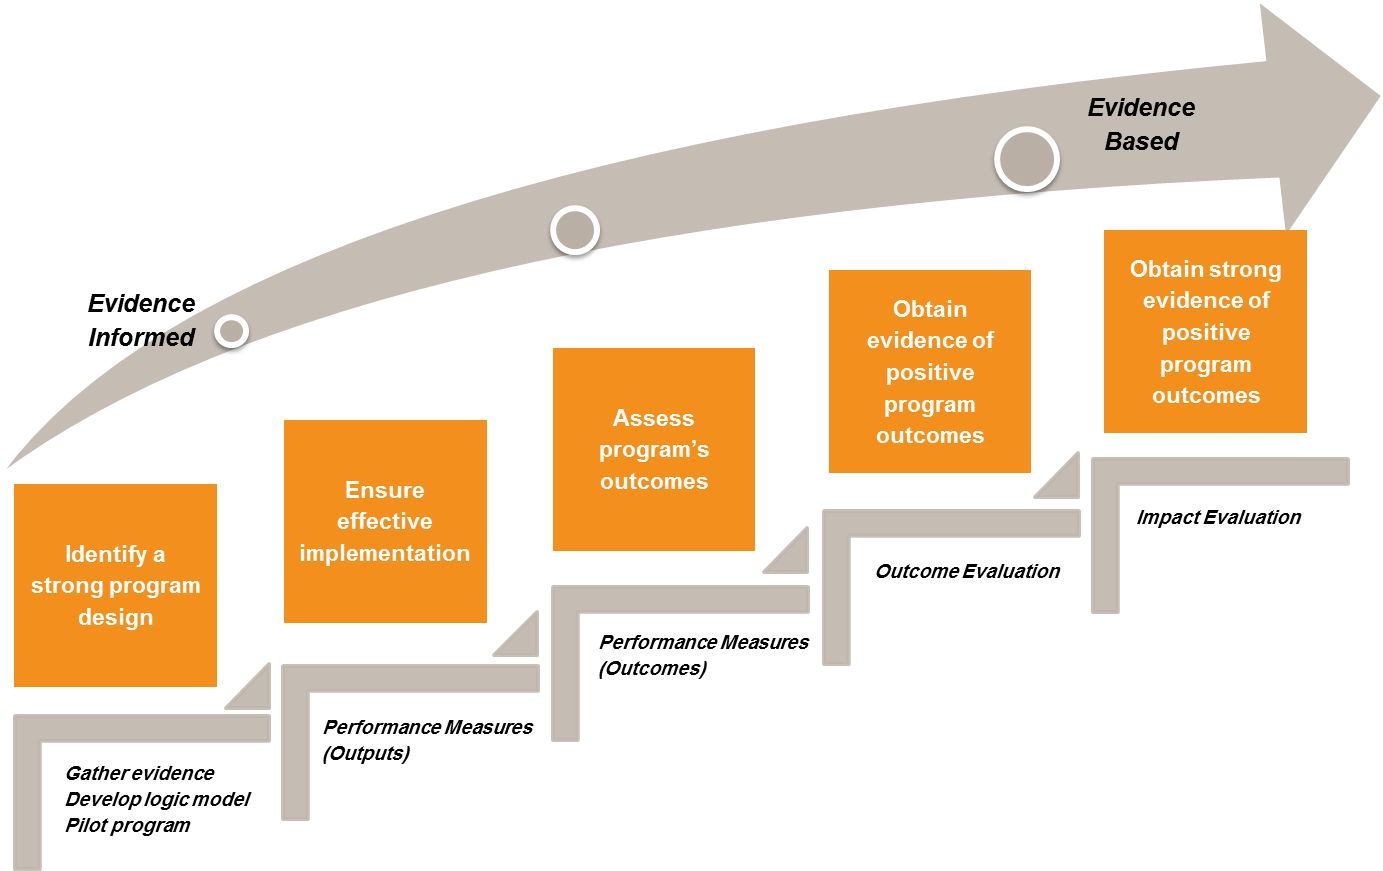 Evidence
Based
Evidence
Informed
Identify a
strong program
design
Gather evidence
Develop logic model
Pilot program
Ensure
effective
implementation
Performance Measures
(Outputs)
Assess
program’s
outcomes
Performance Measures
(Outcomes)
Obtain
evidence of
positive
program
outcomes
Outcome Evaluation
Obtain strong
evidence of
positive
program
outcomes
Impact Evaluation